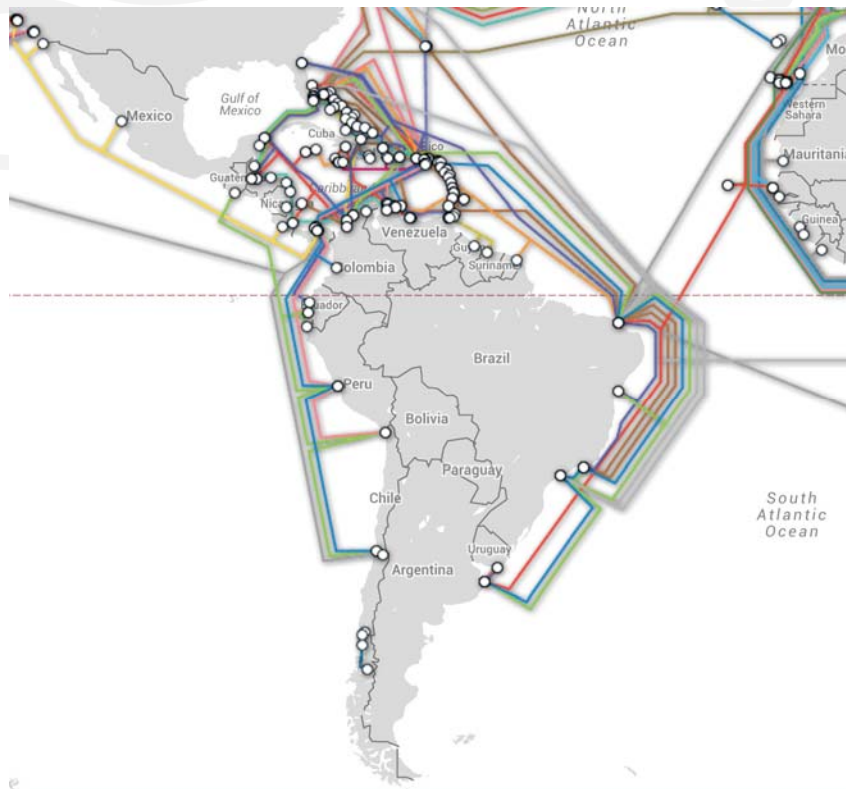 North
Atlantic
Ocean
Gulf of
Mexico
Mexico
Cuba
Western
Sahara
Mauritania
Guinea
Venezuela
Suriname
Colombia
Brazil
Peru
Bolivia
Paraguay
Chile
South
Atlantic
Ocean
Uruguay
Argentina